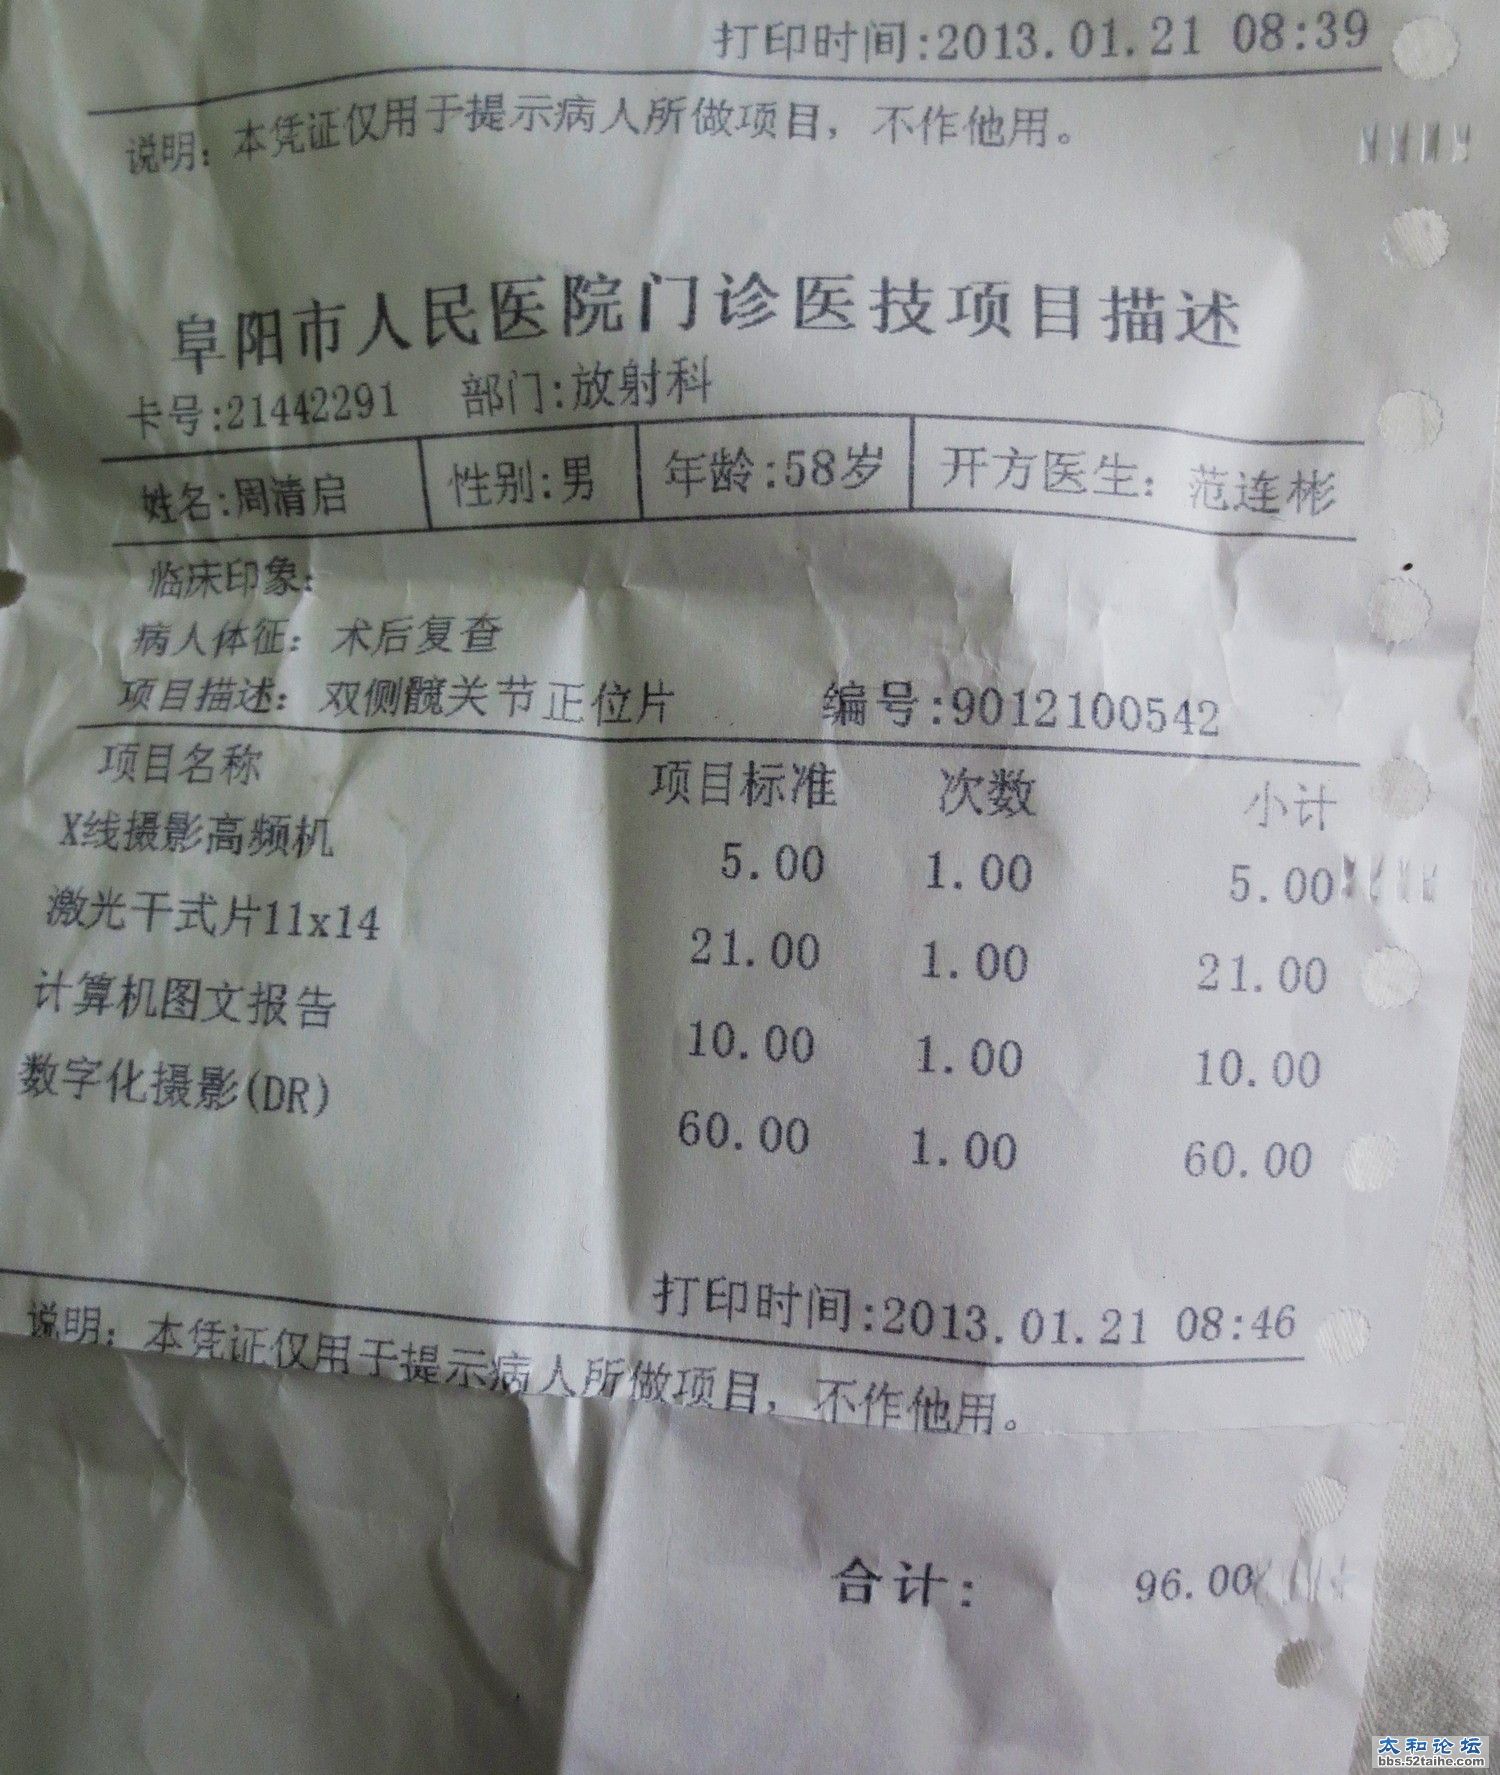 打印时间:2013.01.21 08:39
说明: 本凭证仅用于提示病人所做项目, 不作他用。
阜阳市人民医院门诊医技项目描述
卡号:21442291 部门:放射科
姓名:周清启 性别:男 年龄:58岁 开方医生: 范连彬
临床印象:
病人体征: 术后复查
项目描述: 双侧髋关节正位片 编号:9012100542
项目名称 项目标准 次数 小计
X线摄影高频机 5.00 1.00 5.00
激光干式片11x14 21.00 1.00 21.00
计算机图文报告 10.00 1.00 10.00
数字化摄影(DR) 60.00 1.00 60.00
打印时间:2013.01.21 08:46
说明: 本凭证仅用于提示病人所做项目, 不作他用。
合计: 96.00
太和论坛
bbs.52taihe.com